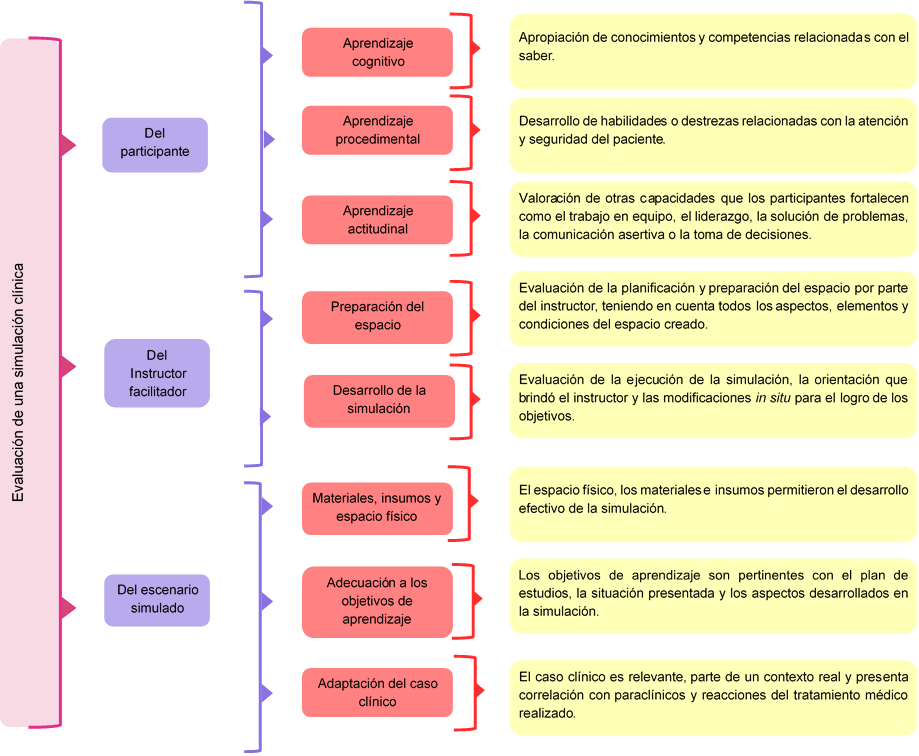 Evaluación de una simulación clínica
Del
participante
Aprendizaje
cognitivo
Apropiación de conocimientos y competencias relacionadas con el
saber.
Aprendizaje
procedimental
Desarrollo de habilidades o destrezas relacionadas con la atención
y seguridad del paciente.
Aprendizaje
actitudinal
Valoración de otras capacidades que los participantes fortalecen
como el trabajo en equipo, el liderazgo, la solución de problemas,
la comunicación asertiva o la toma de decisiones.
Del
Instructor
facilitador
Preparación del
espacio
Evaluación de la planificación y preparación del espacio por parte
del instructor, teniendo en cuenta todos los aspectos, elementos y
condiciones del espacio creado.
Desarrollo de la
simulación
Evaluación de la ejecución de la simulación, la orientación que
brindó el instructor y las modificaciones in situ para el logro de los
objetivos.
Del escenario
simulado
Materiales, insumos y
espacio físico
El espacio físico, los materiales e insumos permitieron el desarrollo
efectivo de la simulación.
Adecuación a los
objetivos de
aprendizaje
Los objetivos de aprendizaje son pertinentes con el plan de
estudios, la situación presentada y los aspectos desarrollados en
la simulación.
Adaptación del caso
clínico
El caso clínico es relevante, parte de un contexto real y presenta
correlación con paraclínicos y reacciones del tratamiento médico
realizado.